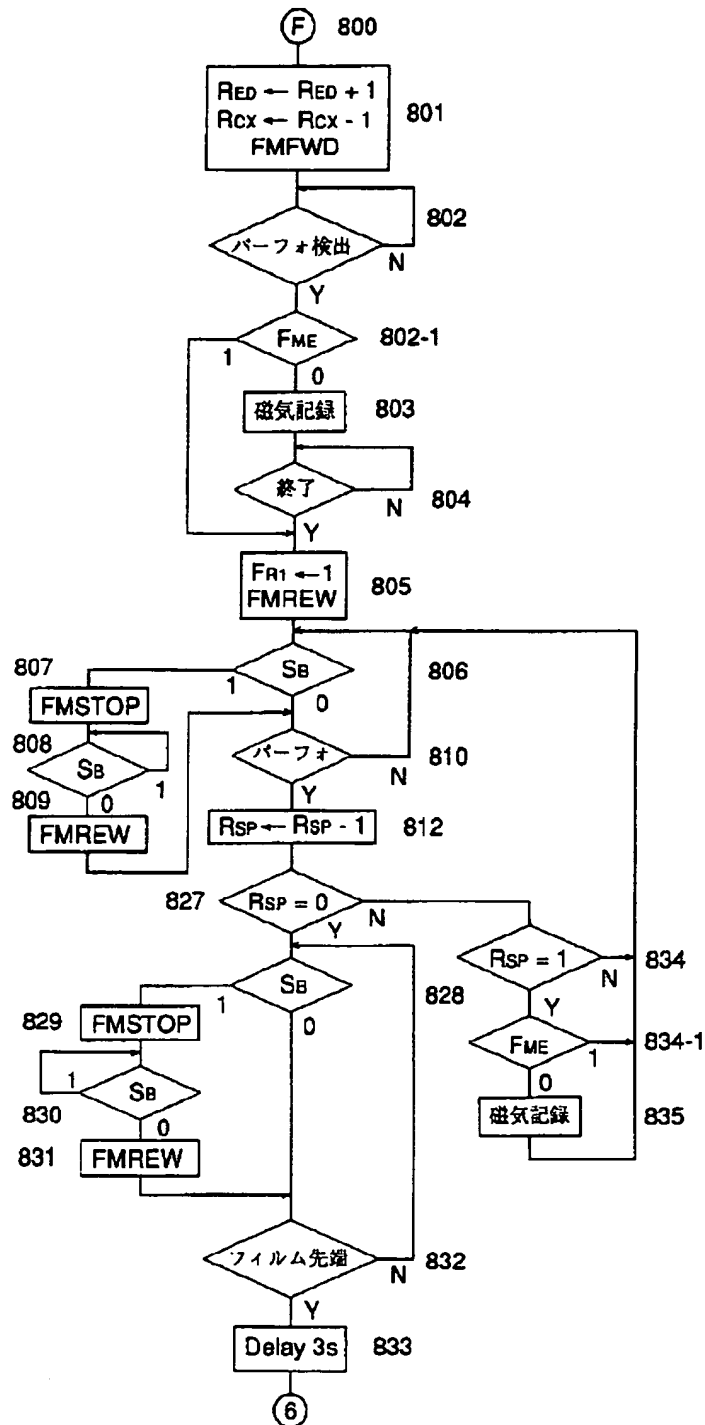 F 800
RED ← RED + 1
RCX ← RCX - 1
FMFWD
801
802
パーフォ検出
N
Y
FME
802-1
1
0
磁気記録
803
終了
N
804
Y
FR1 ← 1
FMREW
805
807
SB
806
1
0
FMSTOP
808
SB
1
パーフォ
N
810
809
0
Y
FMREW
RSP ← RSP - 1
812
827
RSP = 0
N
Y
RSP = 1
N
834
SB
828
1
0
829
FMSTOP
Y
FME
1
834-1
1
SB
830
0
0
磁気記録
835
831
FMREW
フィルム先端
N
832
Y
Delay 3s
833
6